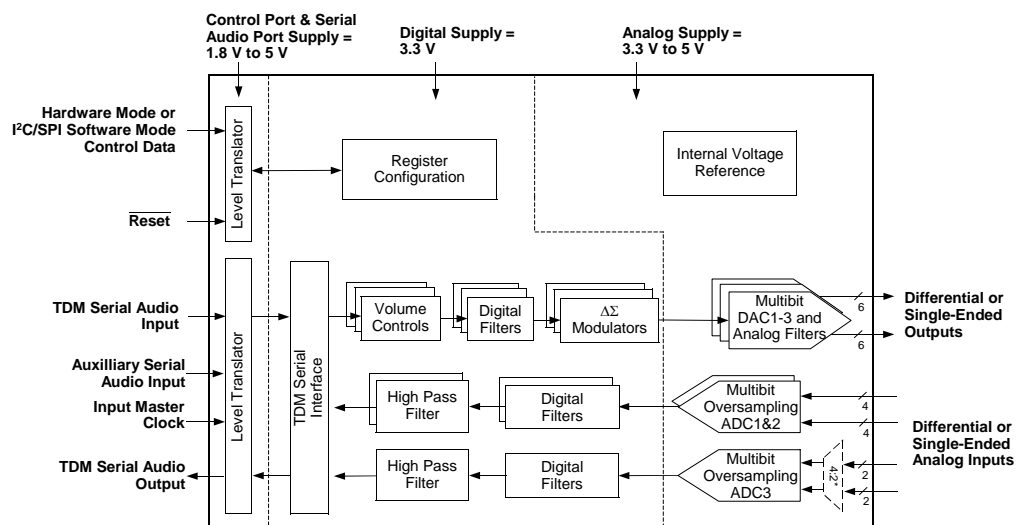 Control Port & Serial
Audio Port Supply =
1.8 V to 5 V
Digital Supply =
3.3 V
Analog Supply =
3.3 V to 5 V
Hardware Mode or
I²C/SPI Software Mode
Control Data
Level Translator
Register
Configuration
Internal Voltage
Reference
Reset
TDM Serial Audio
Input
Auxilliary Serial
Audio Input
Input Master
Clock
TDM Serial Audio
Output
Level Translator
TDM Serial
Interface
Volume
Controls
Digital
Filters
ΔΣ
Modulators
Multibit
DAC1-3 and
Analog Filters
6
6
Differential or
Single-Ended
Outputs
High Pass
Filter
Digital
Filters
Multibit
Oversampling
ADC1&2
4
4
Differential or
Single-Ended
Analog Inputs
High Pass
Filter
Digital
Filters
Multibit
Oversampling
ADC3
4:2*
2
2